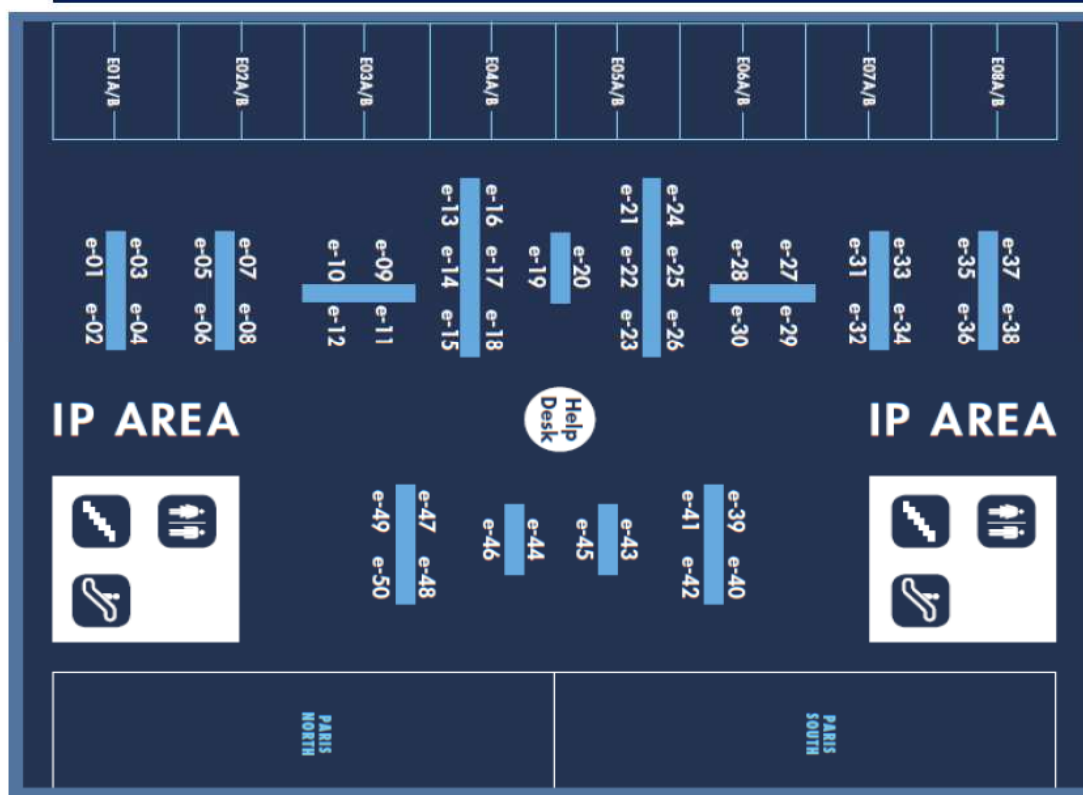 E01A/B
E02A/B
E03A/B
E04A/B
E05A/B
E06A/B
E07A/B
E08A/B
e-01
e-02
e-03
e-04
e-05
e-06
e-07
e-08
e-10
e-09
e-12
e-11
e-13
e-14
e-15
e-16
e-17
e-18
e-19
e-20
e-21
e-22
e-23
e-24
e-25
e-26
e-28
e-27
e-30
e-29
e-31
e-32
e-33
e-34
e-35
e-36
e-37
e-38
IP AREA
Help
Desk
IP AREA
e-49
e-50
e-47
e-48
e-46
e-44
e-45
e-43
e-41
e-42
e-39
e-40
PARIS
NORTH
PARIS
SOUTH